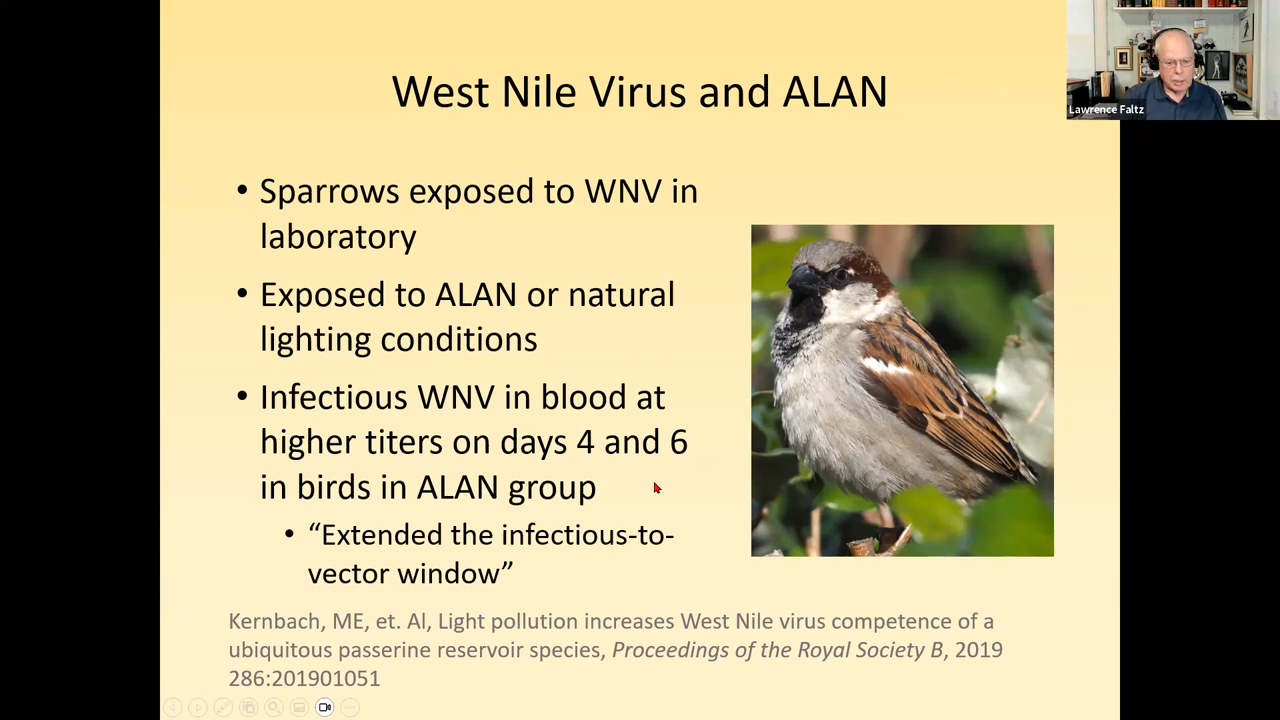 West Nile Virus and ALAN
Lawrence Faltz
• Sparrows exposed to WNV in
laboratory
• Exposed to ALAN or natural
lighting conditions
• Infectious WNV in blood at
higher titers on days 4 and 6
in birds in ALAN group
• “Extended the infectious-to-
vector window”
Kernbach, ME, et. Al, Light pollution increases West Nile virus competence of a
ubiquitous passerine reservoir species, Proceedings of the Royal Society B, 2019
286:201901051